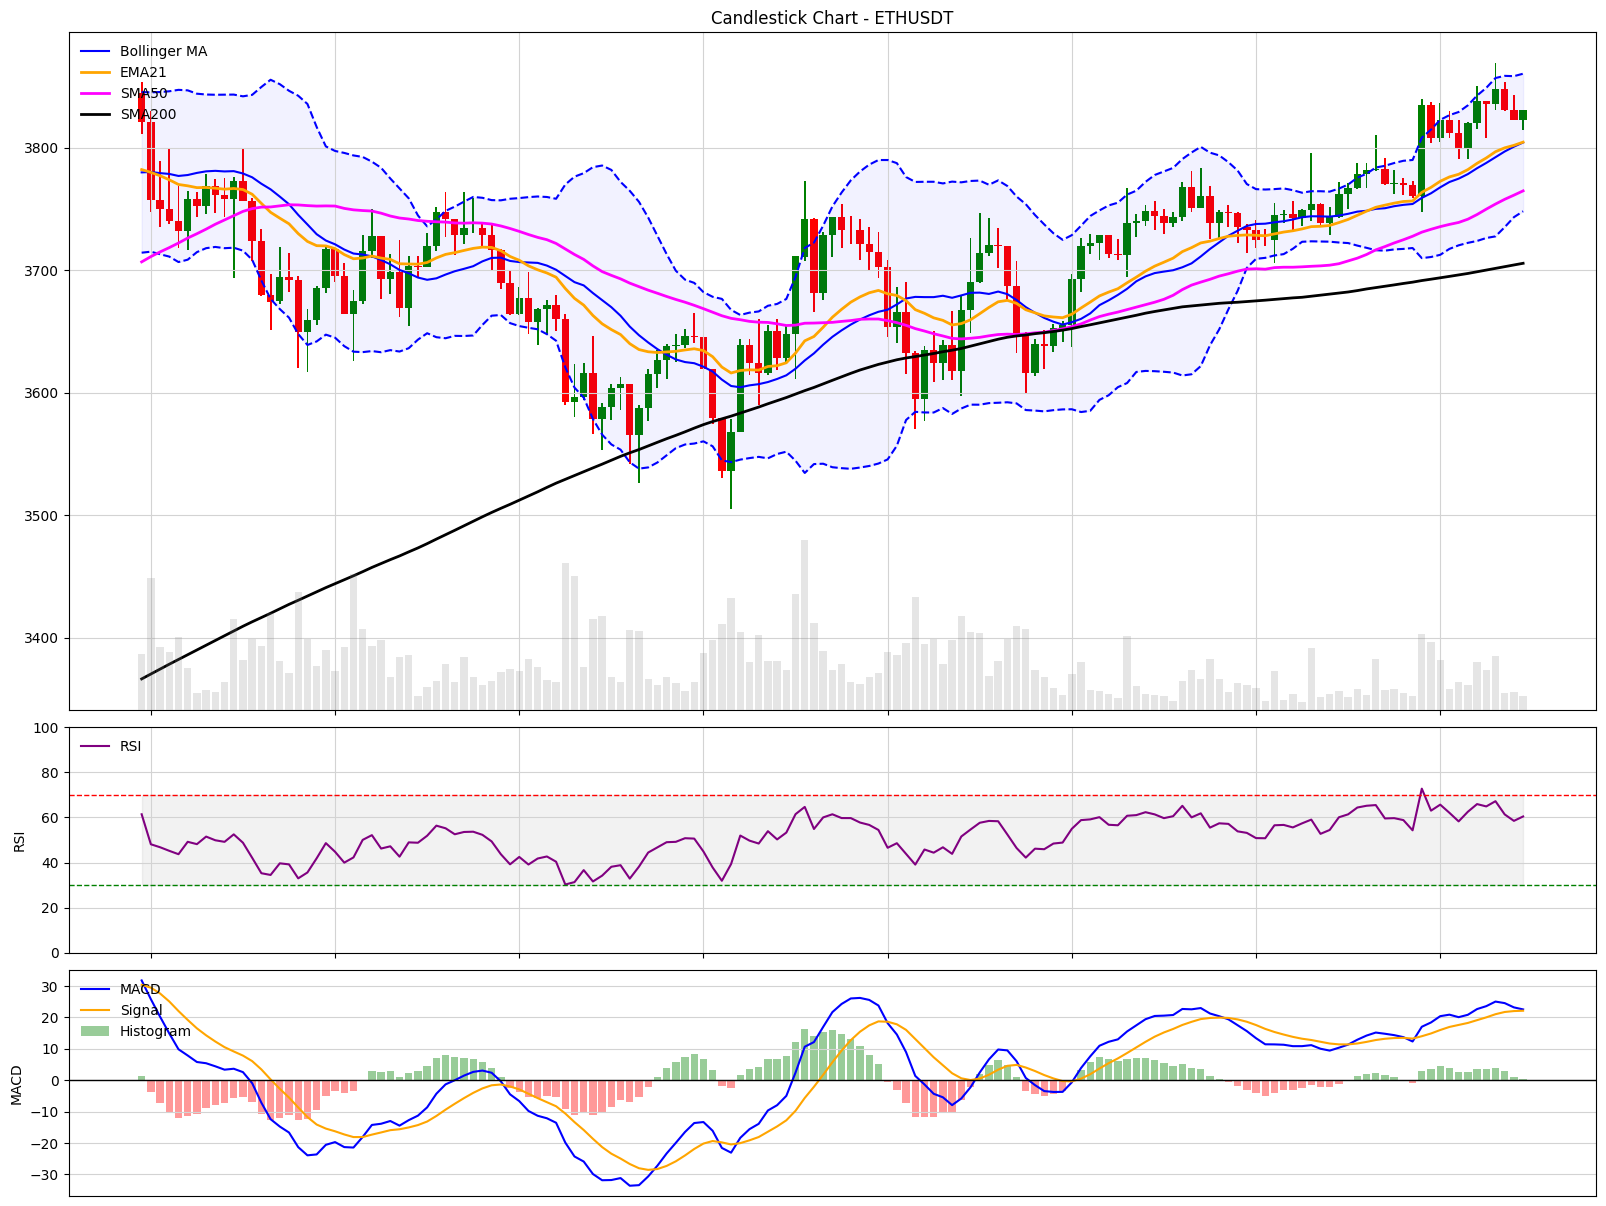 Candlestick Chart - ETHUSDT
Bollinger MA
EMA21
SMA50
SMA200
3800
3700
3600
3500
3400
RSI
100
80
60
40
20
0
RSI
MACD
Signal
Histogram
30
20
10
0
−10
−20
−30
MACD